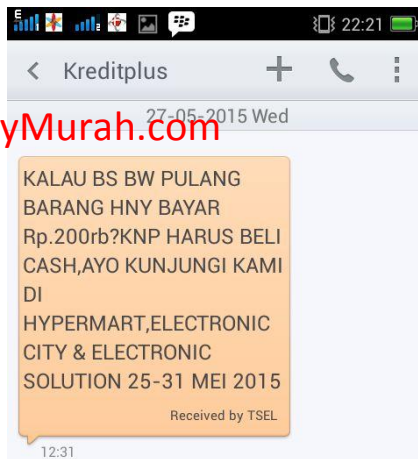 E
22:21
< Kreditplus
27-05-2015 Wed
yMurah.com
KALAU BS BW PULANG
BARANG HNY BAYAR
Rp.200rb?KNP HARUS BELI
CASH,AYO KUNJUNGI KAMI
DI
HYPERMART,ELECTRONIC
CITY & ELECTRONIC
SOLUTION 25-31 MEI 2015
Received by TSEL
12:31